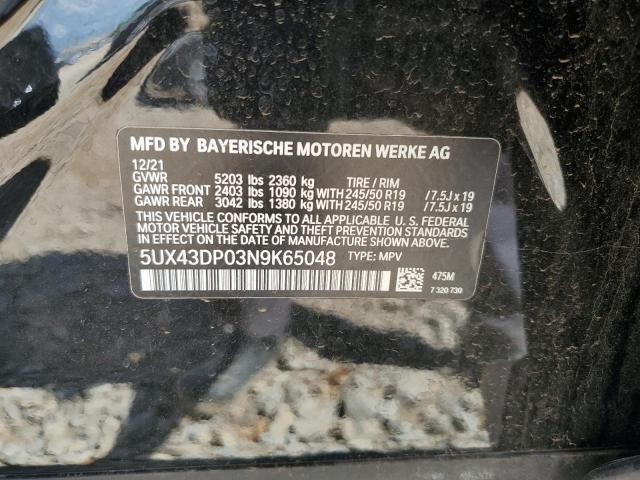 MFD BY BAYERISCHE MOTOREN WERKE AG
12/21
GVWR 5203 lbs 2360 kg TIRE / RIM
GAWR FRONT 2403 lbs 1090 kg WITH 245/50 R19 /7.5J x 19
GAWR REAR 3042 lbs 1380 kg WITH 245/50 R19 /7.5J x 19
THIS VEHICLE CONFORMS TO ALL APPLICABLE U. S. FEDERAL
MOTOR VEHICLE SAFETY AND THEFT PREVENTION STANDARDS
IN EFFECT ON THE DATE OF MANUFACTURE SHOWN ABOVE.
5UX43DP03N9K65048 TYPE: MPV
475M
7 320 730